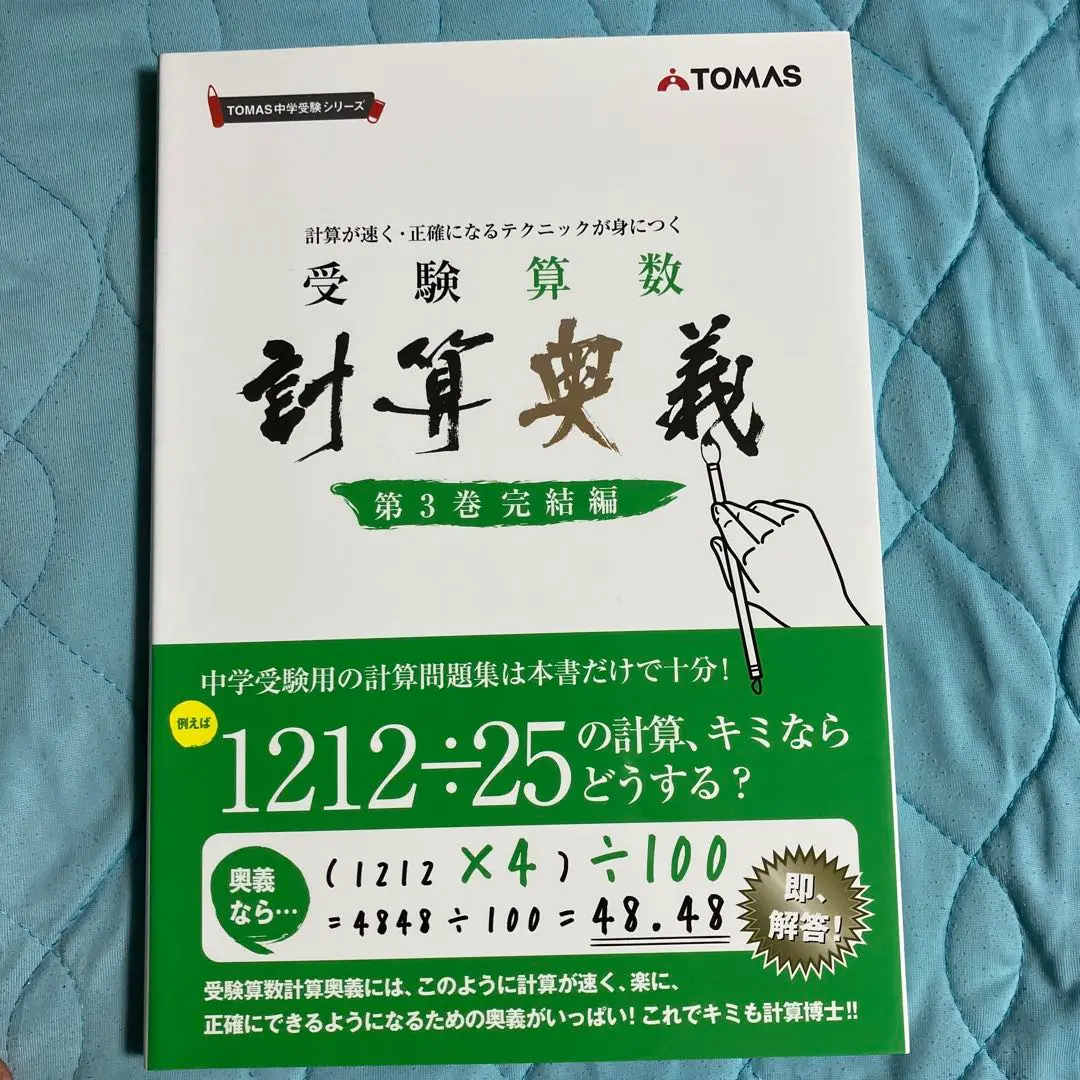 TOMAS中学受験シリーズ
TOMAS
計算が速く・正確になるテクニックが身につく
受験算数
計算奥義
第3巻完結編
中学受験用の計算問題集は本書だけで十分!
例えば
1212÷25の計算、キミなら
どうする?
奥義
なら…
(1212×4)÷100
=4848÷100=48.48
即、
解答!
受験算数計算奥義には、このように計算が速く、楽に、
正確にできるようになるための奥義がいっぱい! これでキミも計算博士!!